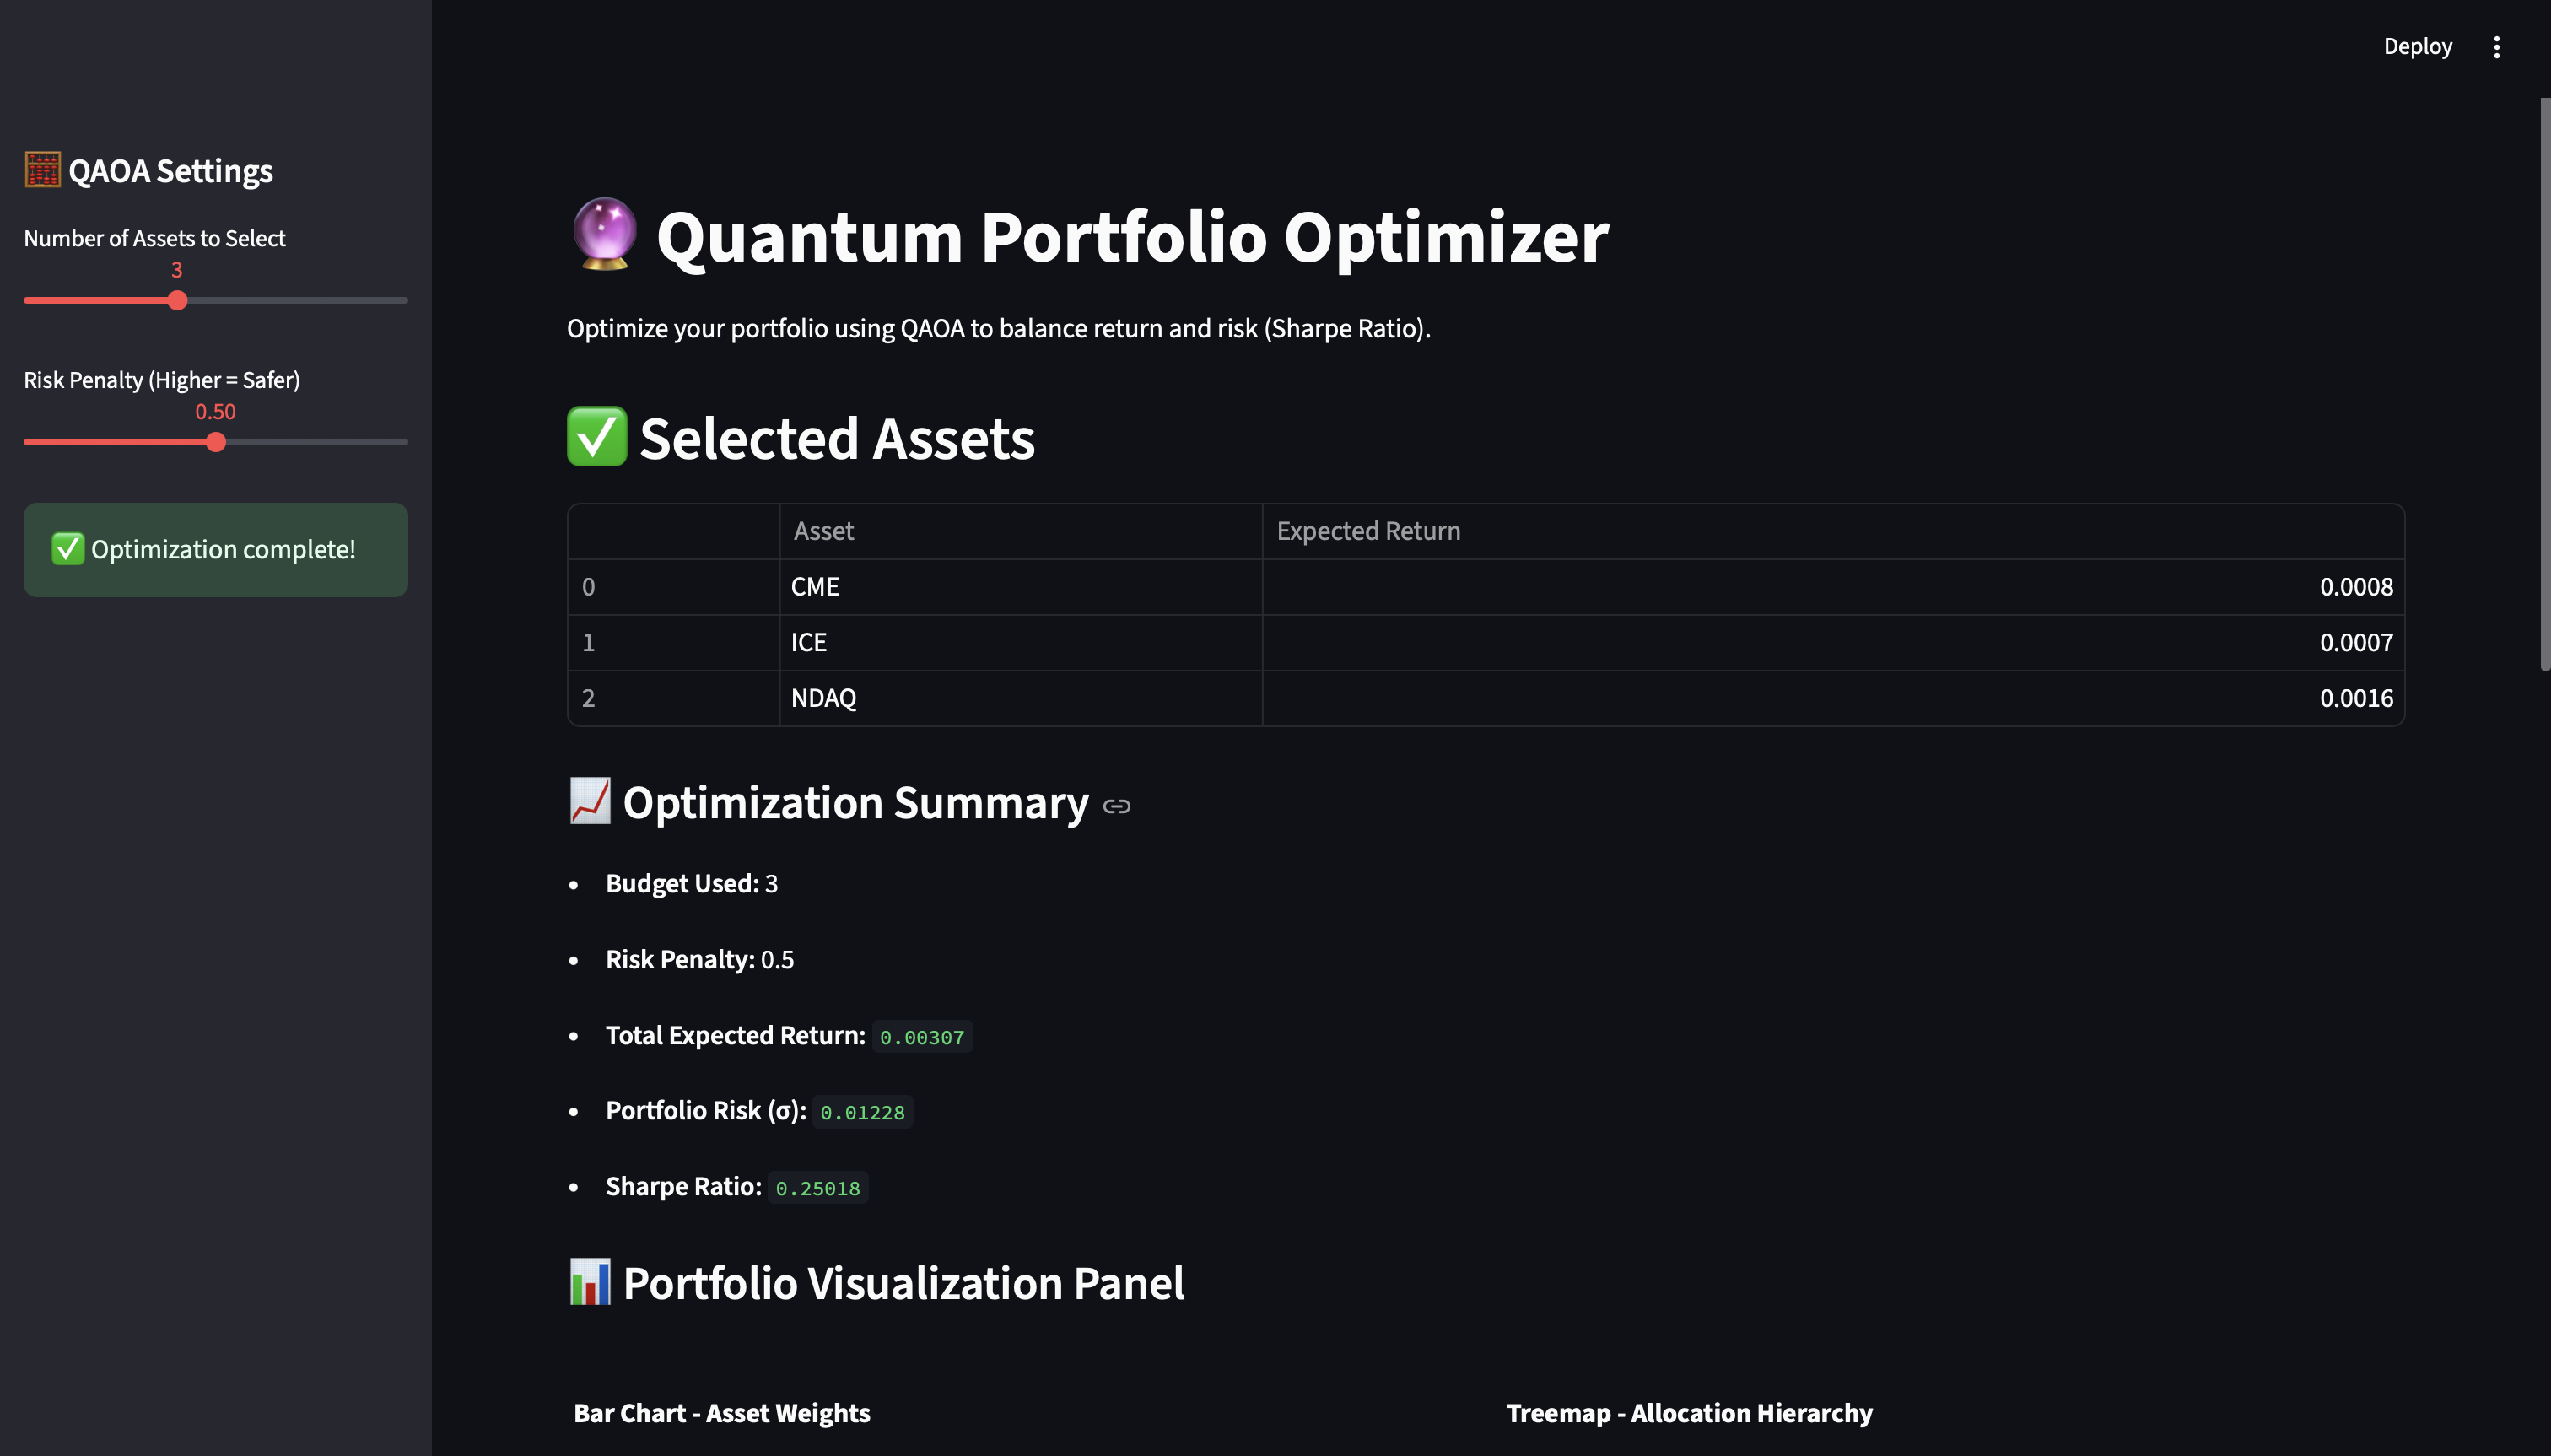 Deploy
QAOA Settings
Number of Assets to Select
3
Risk Penalty (Higher = Safer)
0.50
Optimization complete!
Quantum Portfolio Optimizer
Optimize your portfolio using QAOA to balance return and risk (Sharpe Ratio).
Selected Assets
Asset Expected Return
0 CME 0.0008
1 ICE 0.0007
2 NDAQ 0.0016
Optimization Summary
Budget Used: 3
Risk Penalty: 0.5
Total Expected Return: 0.00307
Portfolio Risk (σ): 0.01228
Sharpe Ratio: 0.25018
Portfolio Visualization Panel
Bar Chart - Asset Weights
Treemap - Allocation Hierarchy